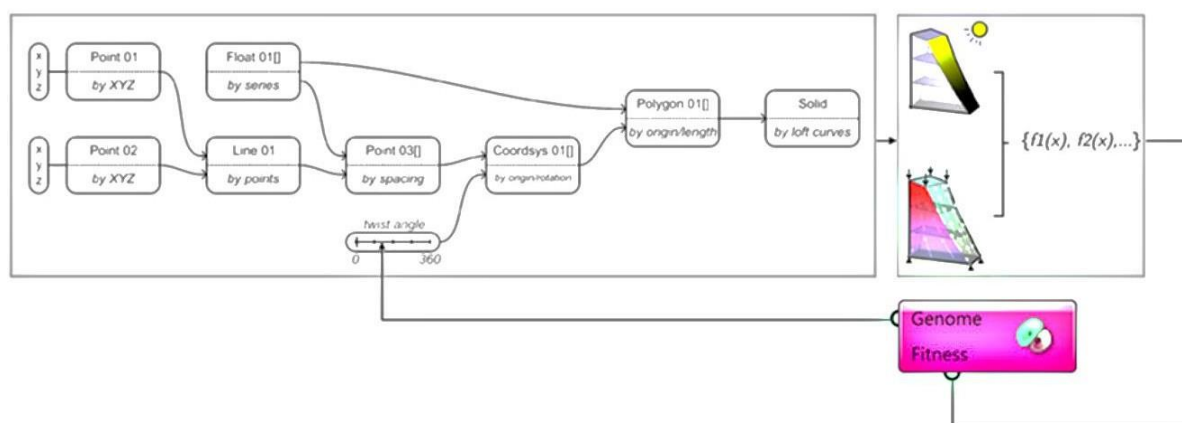 x
y
z
Point 01
by XYZ
Float 01[]
by series
x
y
z
Point 02
by XYZ
Line 01
by points
Point 03[]
by spacing
Coordsys 01[]
by origin/rotation
Polygon 01[]
by origin/length
Solid
by loft curves
twist angle
0 360
{f1(x), f2(x),...}
Genome
Fitness